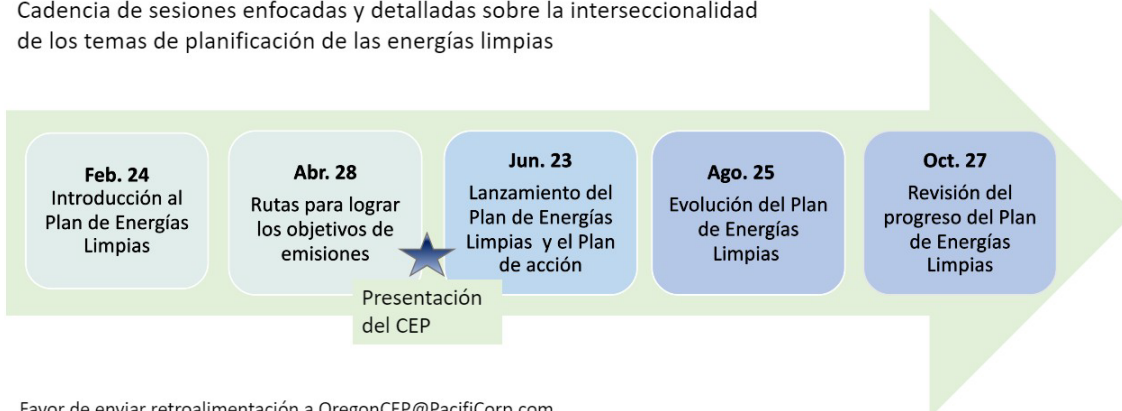 Cadencia de sesiones enfocadas y detalladas sobre la interseccionalidad
de los temas de planificación de las energías limpias
Feb. 24
Introducción al
Plan de Energías
Limpias
Abr. 28
Rutas para lograr
los objetivos de
emisiones
Jun. 23
Lanzamiento del
Plan de Energías
Limpias y el Plan
de acción
Ago. 25
Evolución del Plan
de Energías
Limpias
Oct. 27
Revisión del
progreso del Plan
de Energías
Limpias
Presentación
del CEP
Favor de enviar retroalimentación a OregonCEP@PacifiCorp.com